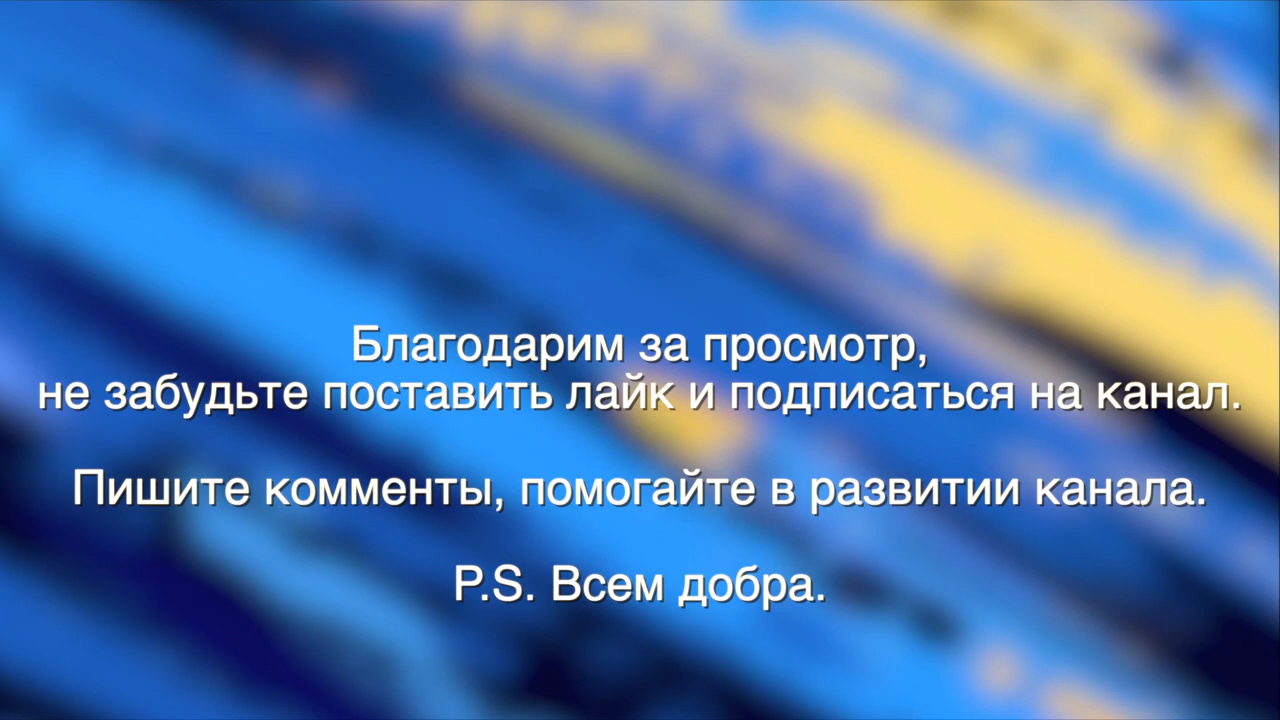 Благодарим за просмотр,
не забудьте поставить лайк и подписаться на канал.
Пишите комменты, помогайте в развитии канала.
P.S. Всем добра.